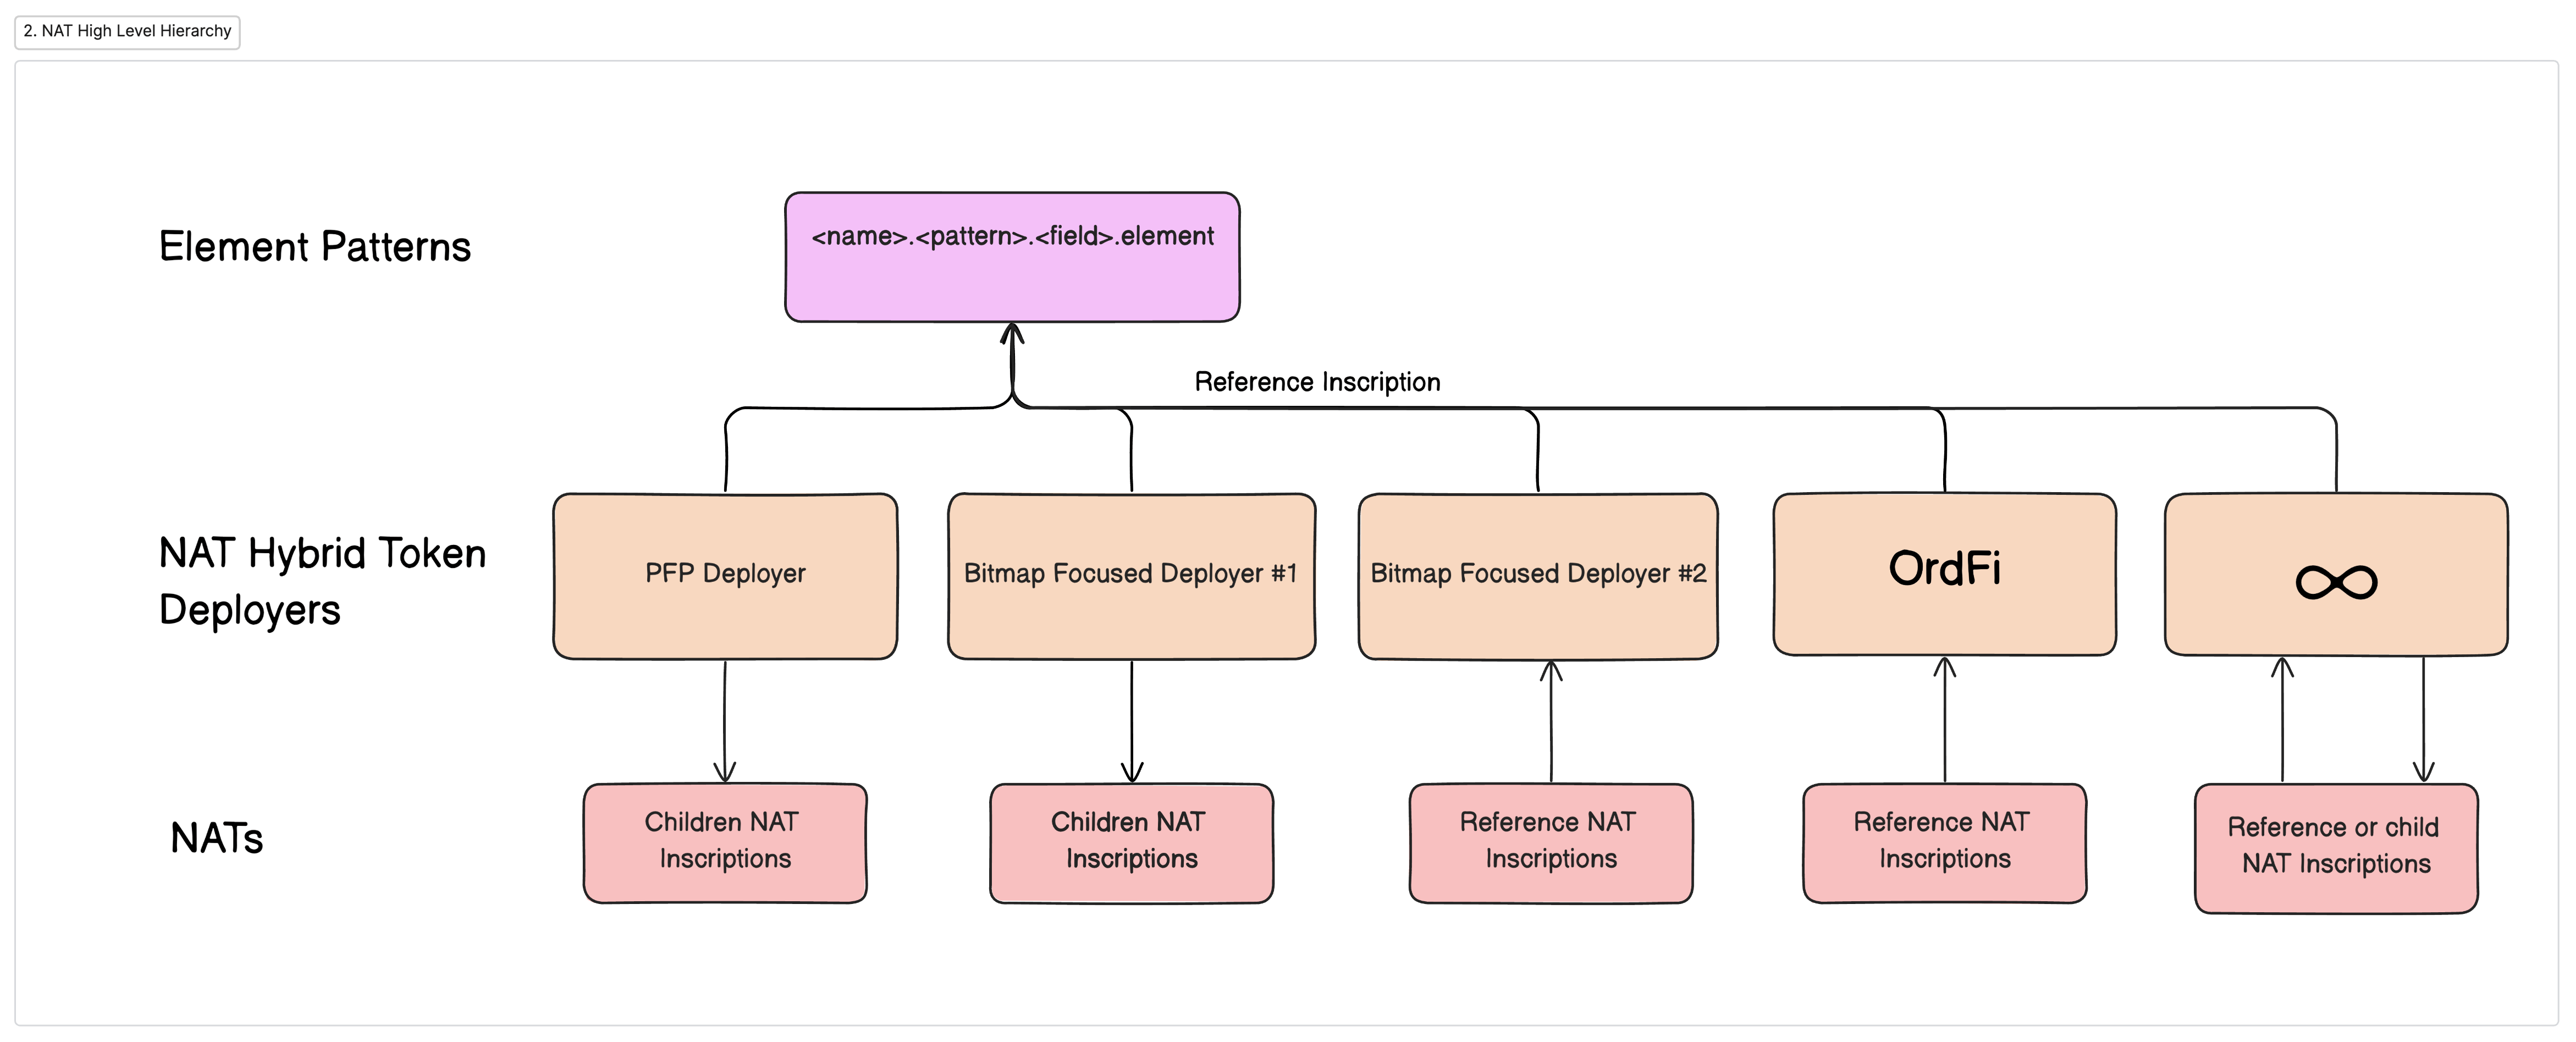 2. NAT High Level Hierarchy
Element Patterns
<name>.<pattern>.<field>.element
Reference Inscription
NAT Hybrid Token
Deployers
PFP Deployer
Bitmap Focused Deployer #1
Bitmap Focused Deployer #2
OrdFi
∞
NATs
Children NAT
Inscriptions
Children NAT
Inscriptions
Reference NAT
Inscriptions
Reference NAT
Inscriptions
Reference or child
NAT Inscriptions